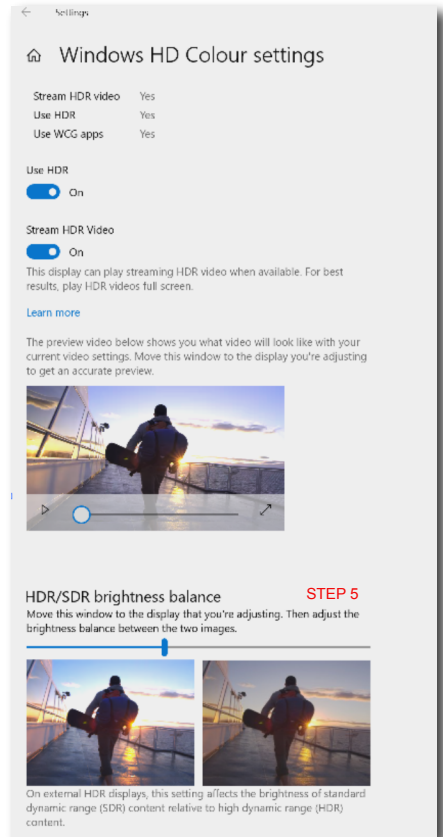 Settings
Windows HD Colour settings
Stream HDR video Yes
Use HDR Yes
Use WCG apps Yes
Use HDR
On
Stream HDR Video
On
This display can play streaming HDR video when available. For best
results, play HDR videos full screen.
Learn more
The preview video below shows you what video will look like with your
current video settings. Move this window to the display you're adjusting
to get an accurate preview.
HDR/SDR brightness balance STEP 5
Move this window to the display that you're adjusting. Then adjust the
brightness balance between the two images.
On external HDR displays, this setting affects the brightness of standard
dynamic range (SDR) content relative to high dynamic range (HDR)
content.